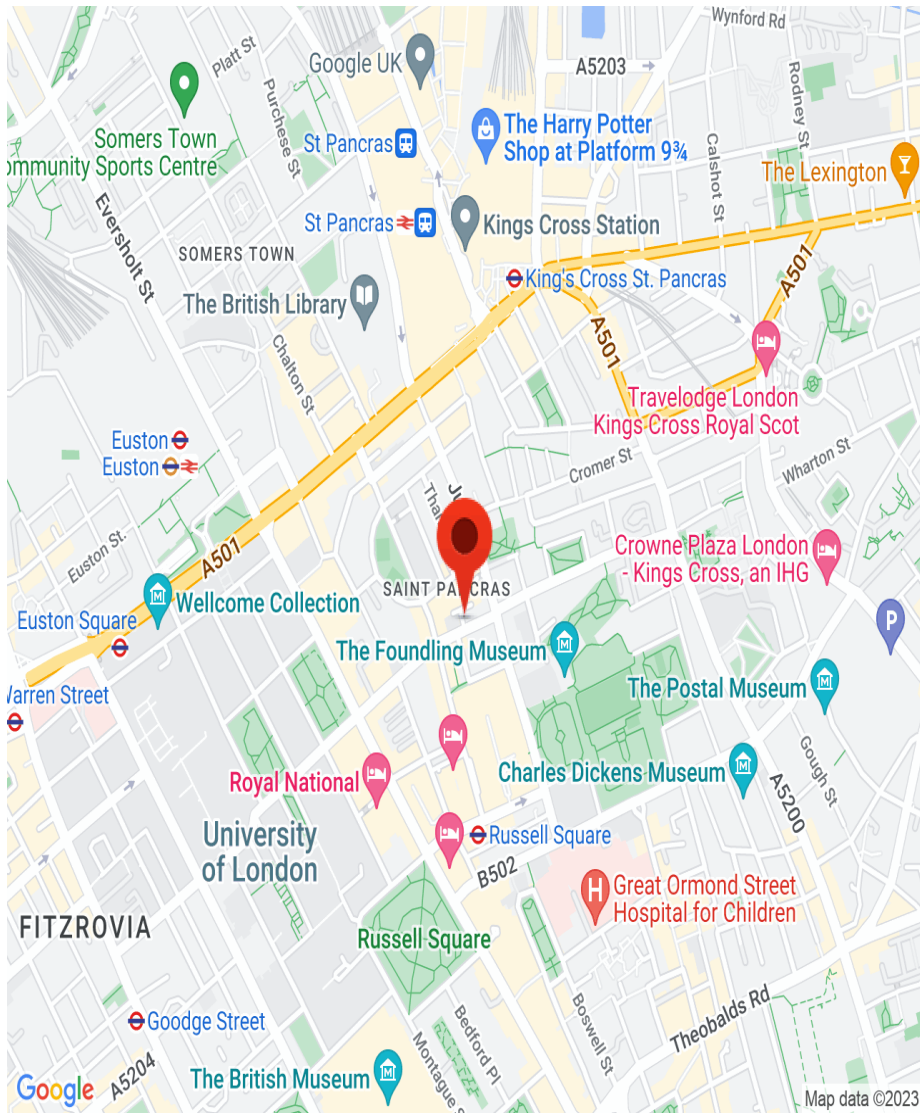 Wynford Rd
Platt St
Google UK
A5203
Purchese St
Rodney St
Somers Town
ommunity Sports Centre
St Pancras
The Harry Potter
Shop at Platform 9¾
Calshot St
The Lexington
Eversholt St
St Pancras
Kings Cross Station
SOMERS TOWN
A501
King's Cross St. Pancras
The British Library
A501
Chalton St
Travelodge London
Kings Cross Royal Scot
Euston
Euston
Cromer St
Wharton St
Euston St.
A501
Crowne Plaza London
- Kings Cross, an IHG
SAINT PANCRAS
Wellcome Collection
Euston Square
P
The Foundling Museum
Warren Street
The Postal Museum
Royal National
Charles Dickens Museum
Gough St
A5200
University
of London
Russell Square
B502
H
Great Ormond Street
Hospital for Children
FITZROVIA
Russell Square
Goodge Street
Bedford Pl
Boswell St
Theobalds Rd
Montague S
The British Museum
A5204
Google
Map data ©2023